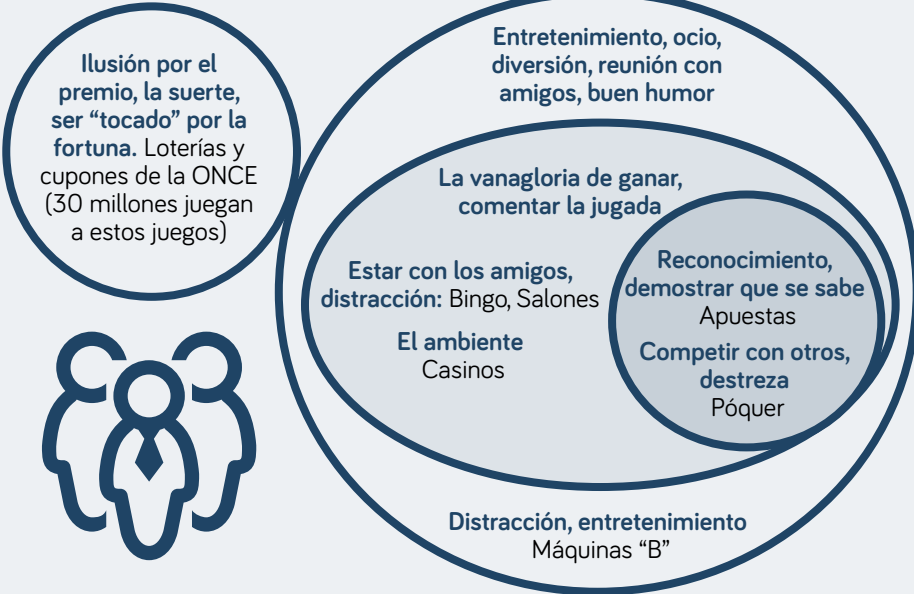 Ilusión por el
premio, la suerte,
ser “tocado” por la
fortuna. Loterías y
cupones de la ONCE
(30 millones juegan
a estos juegos)
Entretenimiento, ocio,
diversión, reunión con
amigos, buen humor
La vanagloria de ganar,
comentar la jugada
Estar con los amigos,
distracción: Bingo, Salones
El ambiente
Casinos
Reconocimiento,
demostrar que se sabe
Apuestas
Competir con otros,
destreza
Póquer
Distracción, entretenimiento
Máquinas “B”